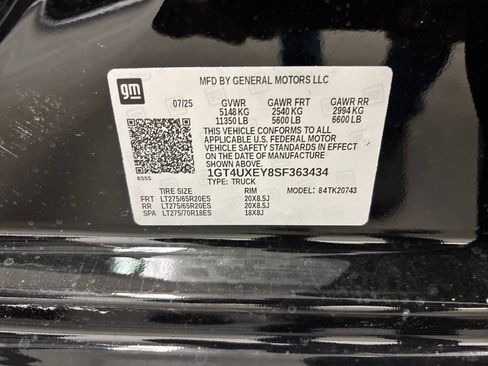 gm
MFD BY GENERAL MOTORS LLC
07/25 GVWR GAWR FRT GAWR RR
5148 KG 2540 KG 2994 KG
11350 LB 5600 LB 6600 LB
THIS VEHICLE CONFORMS TO ALL
APPLICABLE U.S. FEDERAL MOTOR
VEHICLE SAFETY STANDARDS IN EFFECT
ON THE DATE OF MANUFACTURE
SHOWN ABOVE.
1GT4UXEY8SF363434
8555 TYPE: TRUCK
TIRE SIZE RIM MODEL: 84TK20743
FRT LT275/65R20ES 20X8.5J
RR LT275/65R20ES 20X8.5J
SPA LT275/70R18ES 18X8J